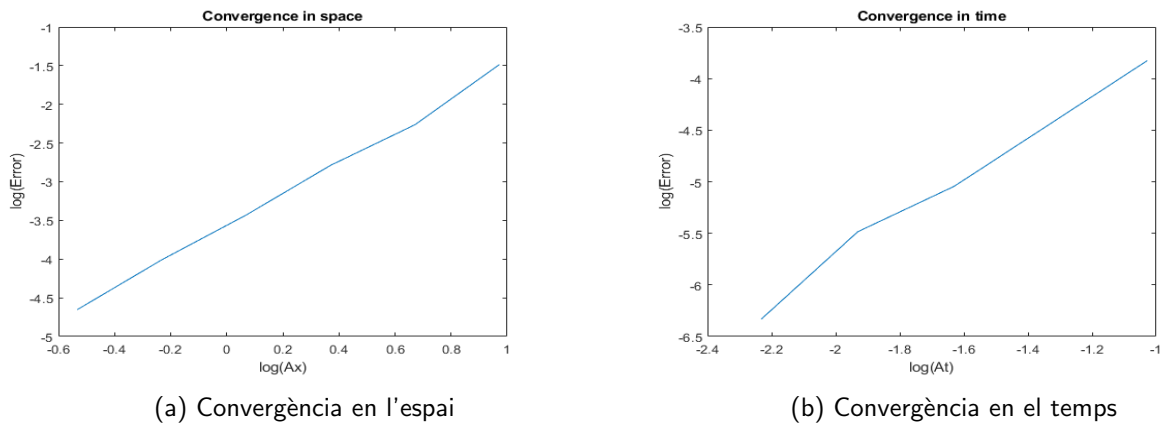 Convergence in space
-1
-1.5
-2
-2.5
-3
-3.5
-4
-4.5
-5
log(Error)
-0.6 -0.4 -0.2 0 0.2 0.4 0.6 0.8 1
log(Ax)
(a) Convergència en l'espai
Convergence in time
-3.5
-4
-4.5
-5
-5.5
-6
-6.5
log(Error)
-2.4 -2.2 -2 -1.8 -1.6 -1.4 -1.2 -1
log(At)
(b) Convergència en el temps